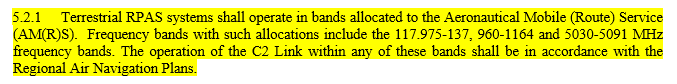 5.2.1 Terrestrial RPAS systems shall operate in bands allocated to the Aeronautical Mobile (Route) Service
(AM(R)S). Frequency bands with such allocations include the 117.975-137, 960-1164 and 5030-5091 MHz
frequency bands. The operation of the C2 Link within any of these bands shall be in accordance with the
Regional Air Navigation Plans.